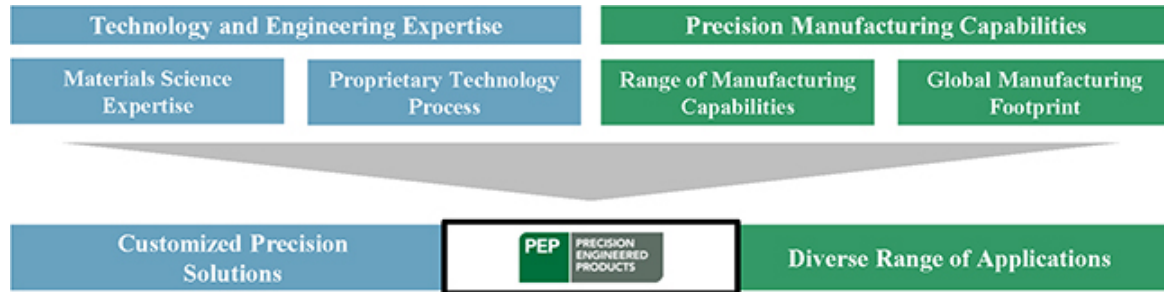 Technology and Engineering Expertise
Precision Manufacturing Capabilities
Materials Science
Expertise
Proprietary Technology
Process
Range of Manufacturing
Capabilities
Global Manufacturing
Footprint
Customized Precision
Solutions
PEP
PRECISION
ENGINEERED
PRODUCTS
Diverse Range of Applications